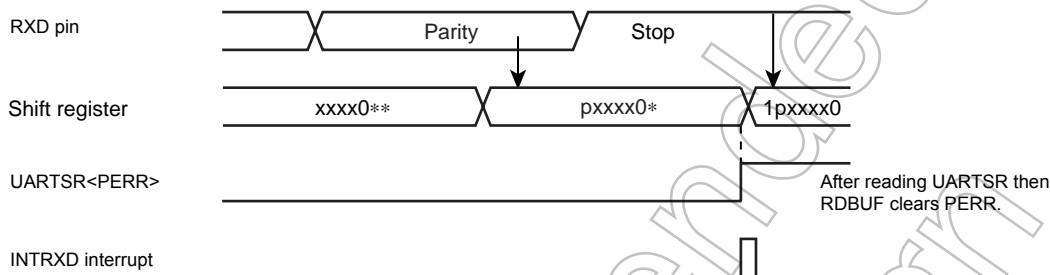 RXD pin
Parity
Stop
Shift register
xxxx0**
pxxxx0*
1pxxxx0
UARTSR<PERR>
After reading UARTSR then
RDBUF clears PERR.
INTRXD interrupt